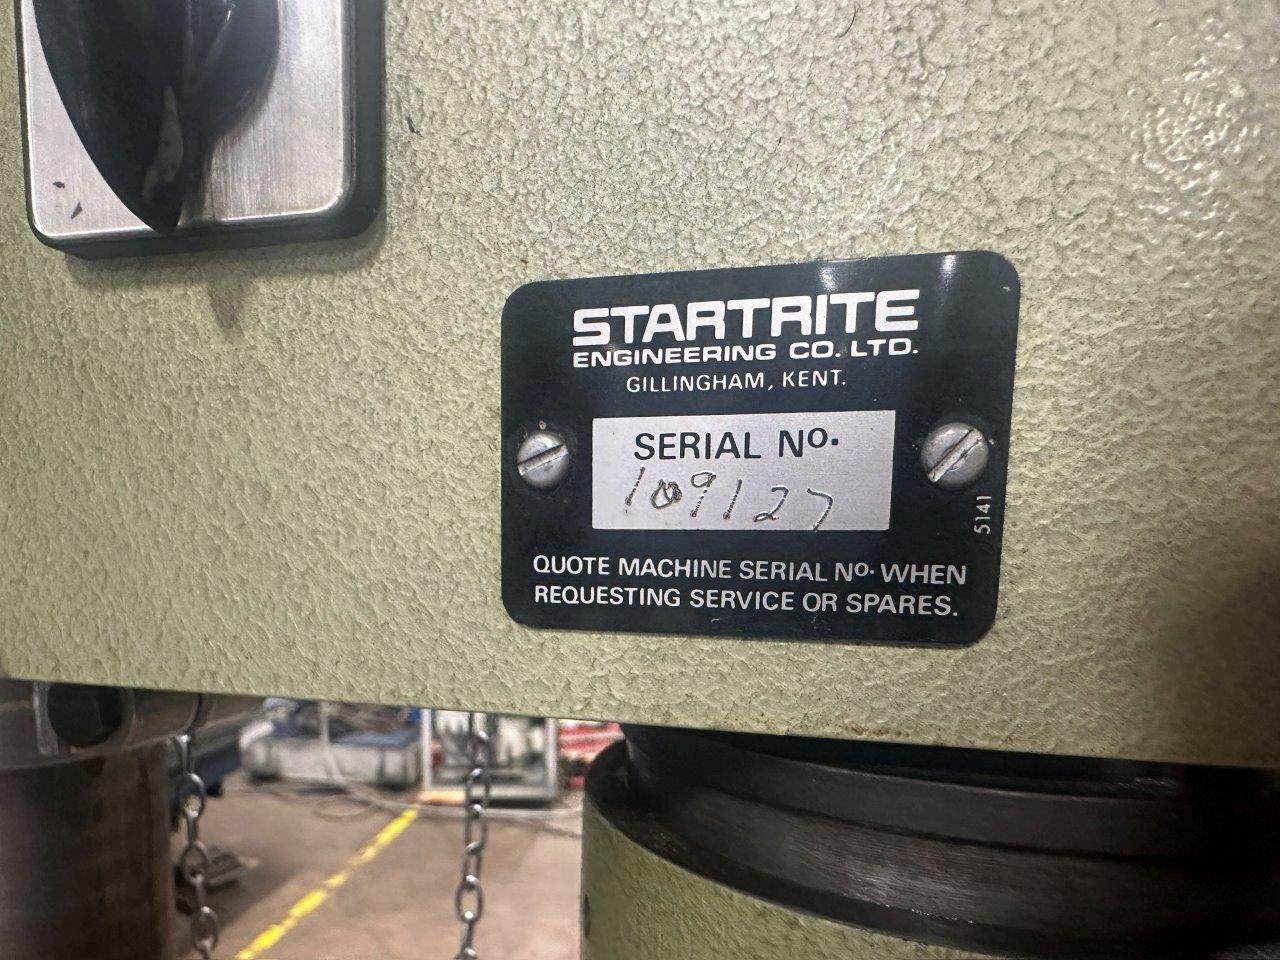 STARTRITE
ENGINEERING CO. LTD.
GILLINGHAM, KENT.
SERIAL No.
109127
5141
QUOTE MACHINE SERIAL No. WHEN
REQUESTING SERVICE OR SPARES.